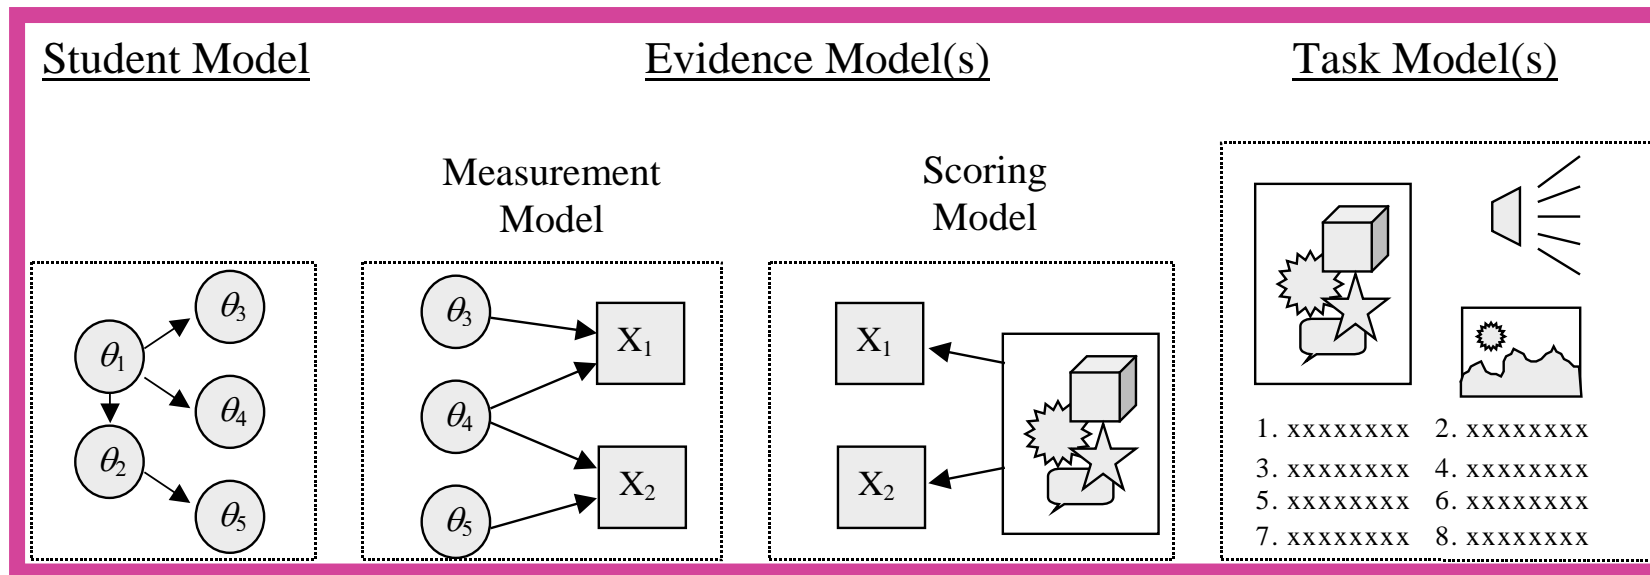 Student Model
Evidence Model(s)
Task Model(s)
Measurement
Model
Scoring
Model
θ3
θ1
θ4
θ2
θ5
θ3
X1
θ4
X2
θ5
X1
X2
1. xxxxxxxx 2. xxxxxxxx
3. xxxxxxxx 4. xxxxxxxx
5. xxxxxxxx 6. xxxxxxxx
7. xxxxxxxx 8. xxxxxxxx